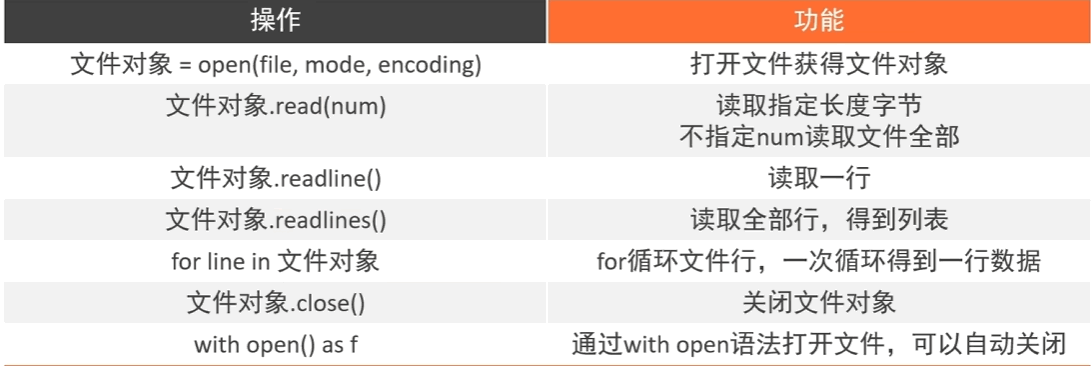 操作
功能
文件对象 = open(file, mode, encoding)
打开文件获得文件对象
文件对象.read(num)
读取指定长度字节
不指定num读取文件全部
文件对象.readline()
读取一行
文件对象.readlines()
读取全部行，得到列表
for line in 文件对象
for循环文件行，一次循环得到一行数据
文件对象.close()
关闭文件对象
with open() as f
通过with open语法打开文件，可以自动关闭